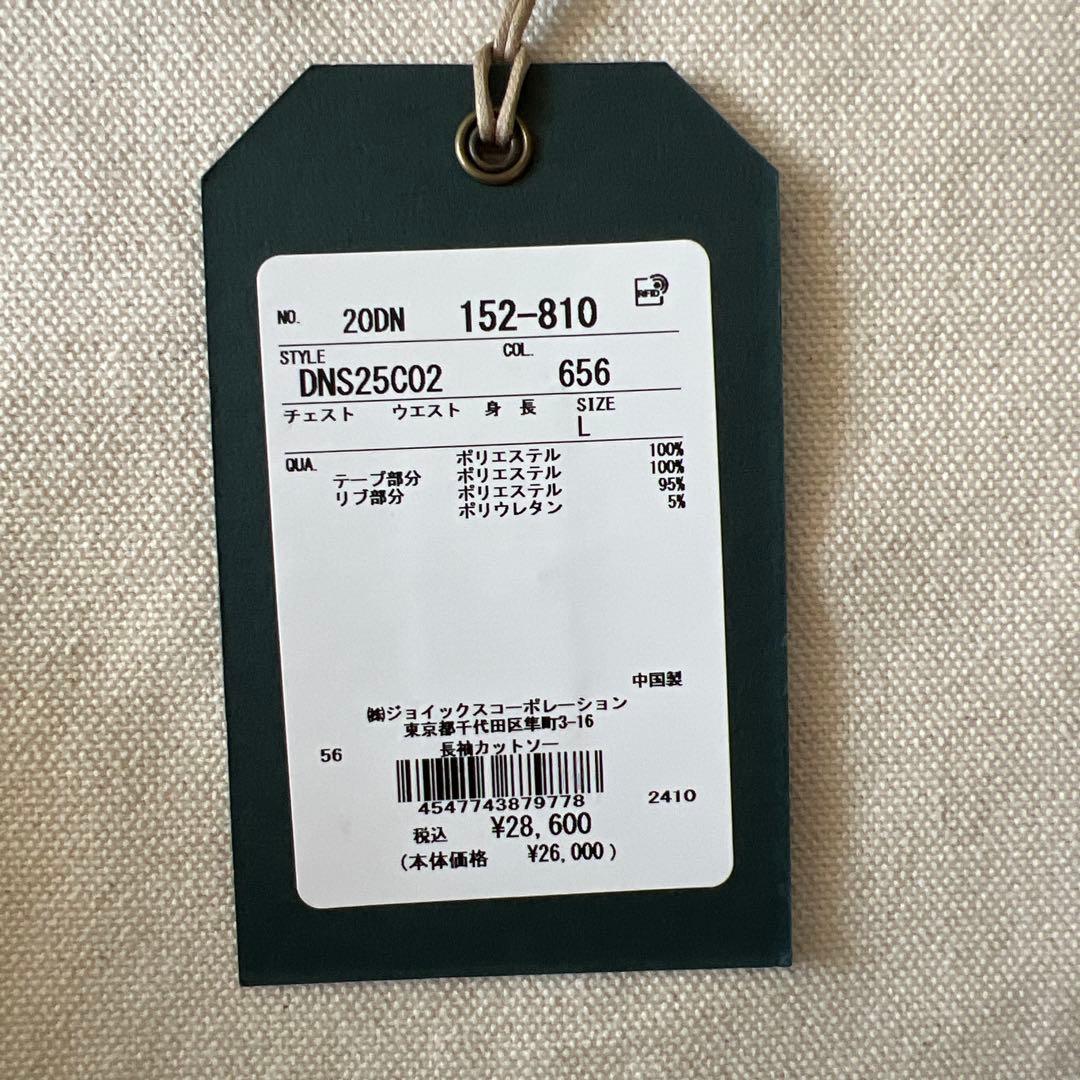 RFID
NO. 20DN 152-810
STYLE COL.
DNS25C02 656
チェスト ウエスト 身 長 SIZE
L
QUA. ポリエステル 100%
テープ部分 ポリエステル 100%
リブ部分 ポリエステル 95%
ポリウレタン 5%
中国製
㈱ジョイックスコーポレーション
東京都千代田区隼町3-16
56 長袖カットソー
4547743879778 2410
税込 ¥28,600
(本体価格 ¥26,000)